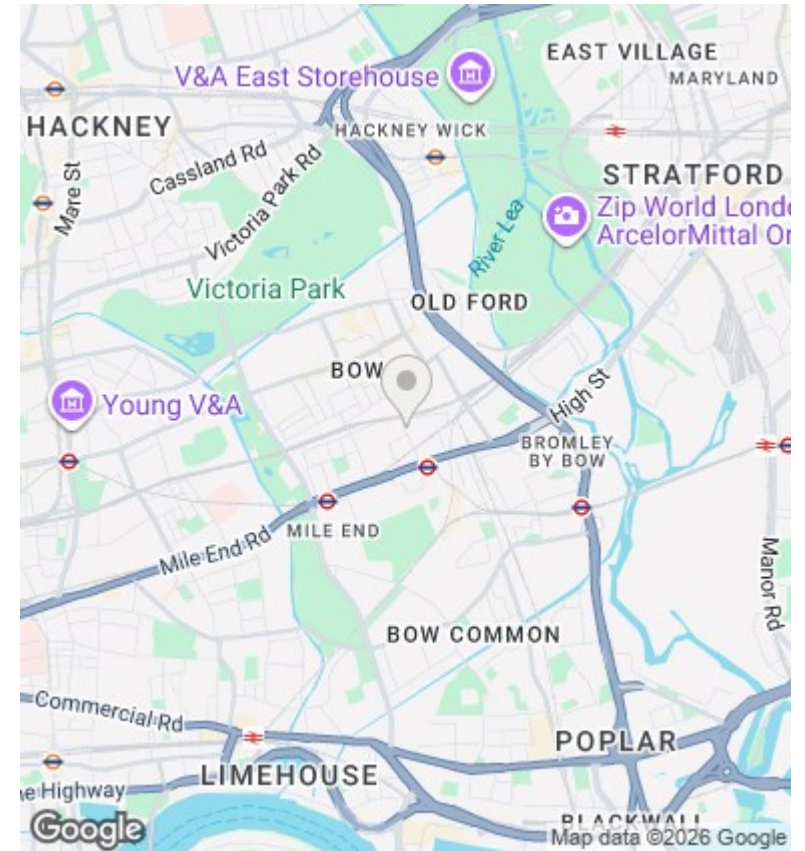 EAST VILLAGE
V&A East Storehouse
MARYLAND
HACKNEY
HACKNEY WICK
Cassland Rd
Victoria Park Rd
Mare St
STRATFORD
Zip World Londo
ArcelorMittal Or
River Lea
Victoria Park
OLD FORD
BOW
Young V&A
High St
BROMLEY
BY BOW
MILE END
Mile End Rd
Manor Rd
BOW COMMON
Commercial Rd
POPLAR
LIMEHOUSE
e Highway
BLACKWALL
Google
Map data ©2026 Google